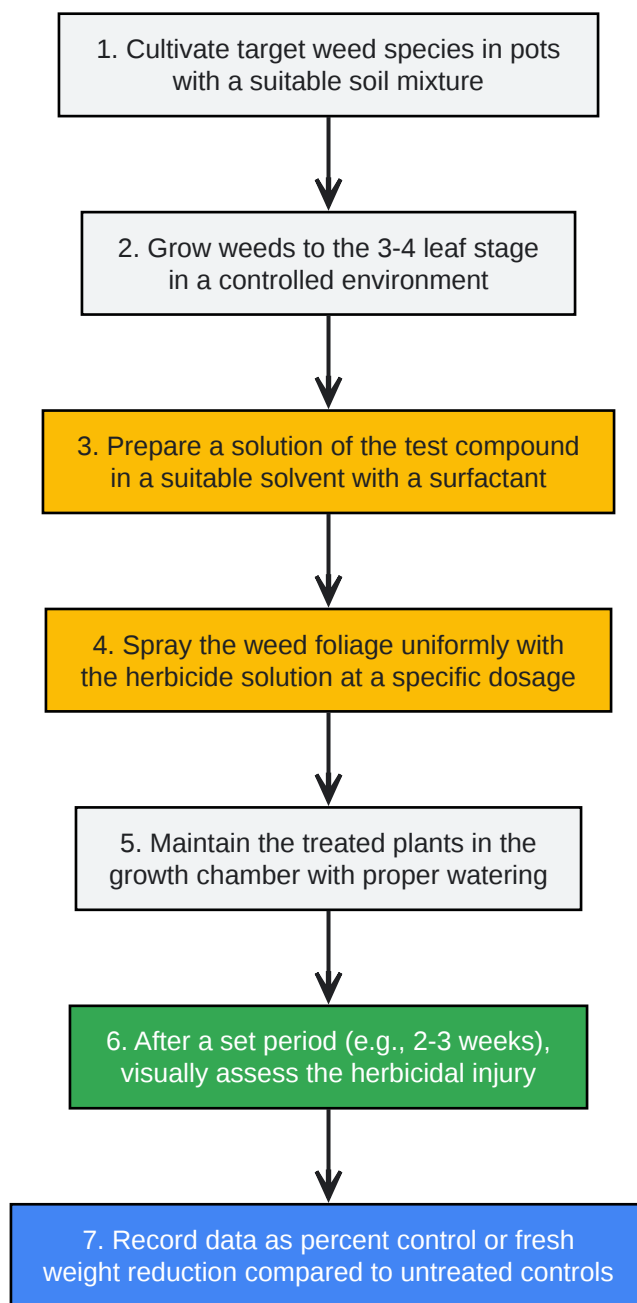 1. Cultivate target weed species in pots
with a suitable soil mixture
2. Grow weeds to the 3-4 leaf stage
in a controlled environment
3. Prepare a solution of the test compound
in a suitable solvent with a surfactant
4. Spray the weed foliage uniformly with
the herbicide solution at a specific dosage
5. Maintain the treated plants in the
growth chamber with proper watering
6. After a set period (e.g., 2-3 weeks),
visually assess the herbicidal injury
7. Record data as percent control or fresh
weight reduction compared to untreated controls